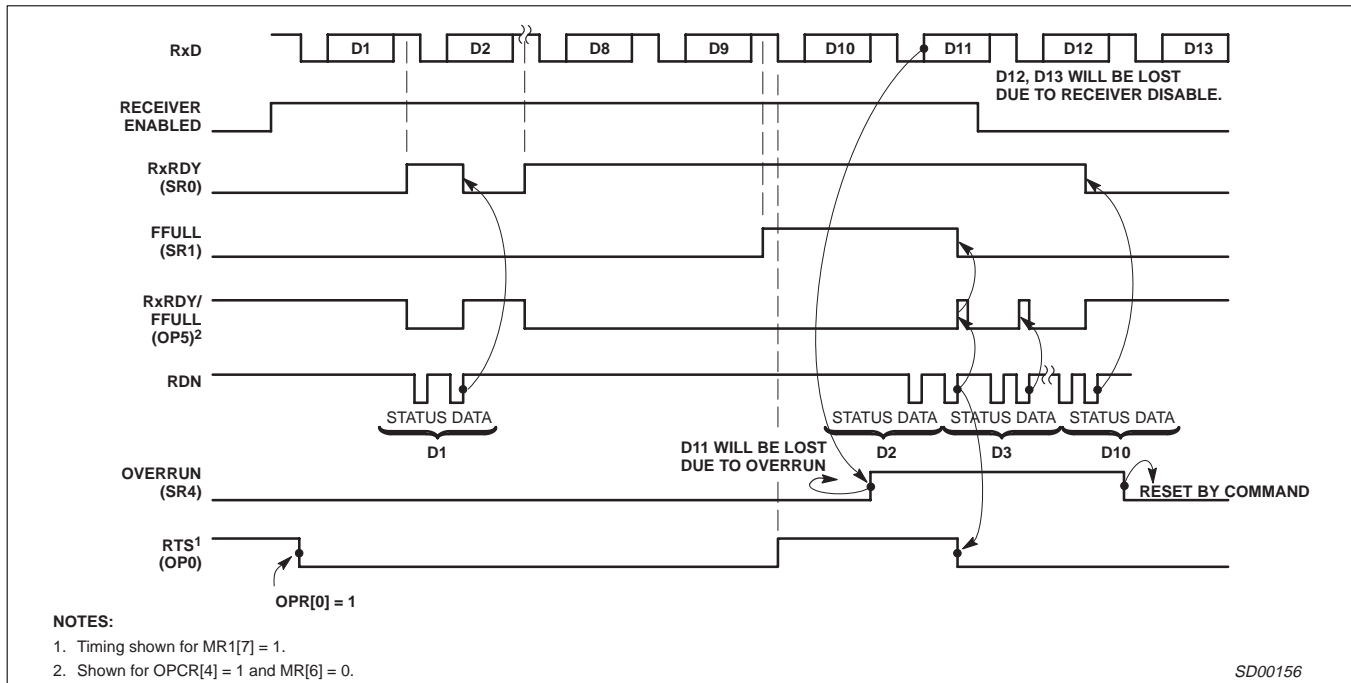 RxD
D1
D2
D8
D9
D10
D11
D12
D13
D12, D13 WILL BE LOST
DUE TO RECEIVER DISABLE.
RECEIVER
ENABLED
RxRDY
(SR0)
FFULL
(SR1)
RxRDY/
FFULL
(OP5)2
RDN
STATUS DATA
D1
STATUS DATA
D2
STATUS DATA
D3
STATUS DATA
D10
D11 WILL BE LOST
DUE TO OVERRUN
OVERRUN
(SR4)
RESET BY COMMAND
RTS1
(OP0)
OPR[0] = 1
NOTES:
1. Timing shown for MR1[7] = 1.
2. Shown for OPCR[4] = 1 and MR[6] = 0.
SD00156